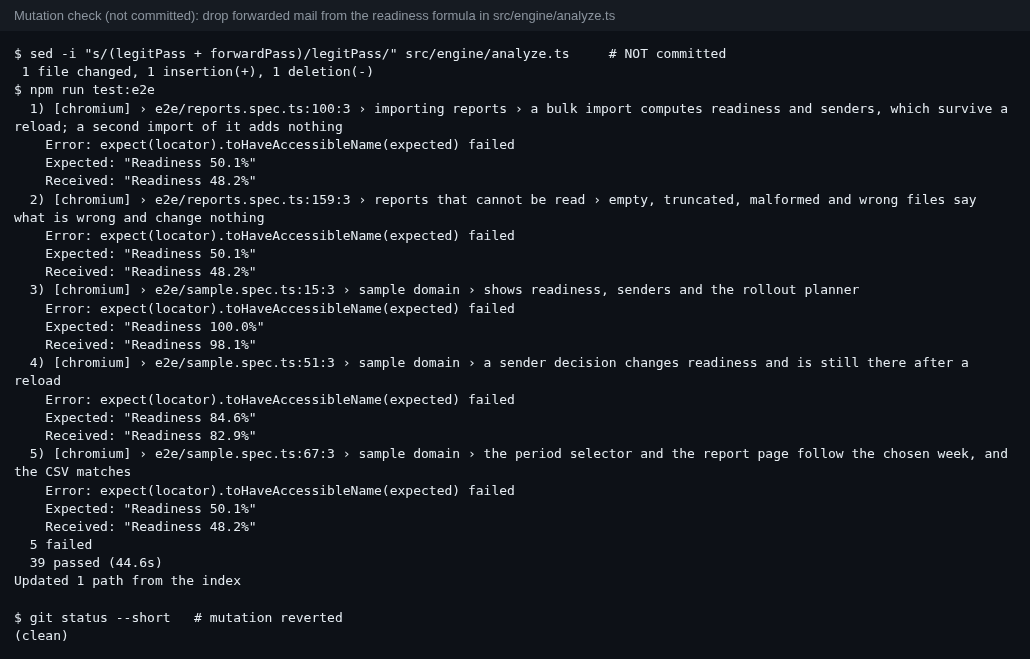 Mutation check (not committed): drop forwarded mail from the readiness formula in src/engine/analyze.ts
$ sed -i "s/(legitPass + forwardPass)/legitPass/" src/engine/analyze.ts     # NOT committed
 1 file changed, 1 insertion(+), 1 deletion(-)
$ npm run test:e2e
  1) [chromium] › e2e/reports.spec.ts:100:3 › importing reports › a bulk import computes readiness and senders, which survive a
reload; a second import of it adds nothing
    Error: expect(locator).toHaveAccessibleName(expected) failed
    Expected: "Readiness 50.1%"
    Received: "Readiness 48.2%"
  2) [chromium] › e2e/reports.spec.ts:159:3 › reports that cannot be read › empty, truncated, malformed and wrong files say
what is wrong and change nothing
    Error: expect(locator).toHaveAccessibleName(expected) failed
    Expected: "Readiness 50.1%"
    Received: "Readiness 48.2%"
  3) [chromium] › e2e/sample.spec.ts:15:3 › sample domain › shows readiness, senders and the rollout planner
    Error: expect(locator).toHaveAccessibleName(expected) failed
    Expected: "Readiness 100.0%"
    Received: "Readiness 98.1%"
  4) [chromium] › e2e/sample.spec.ts:51:3 › sample domain › a sender decision changes readiness and is still there after a
reload
    Error: expect(locator).toHaveAccessibleName(expected) failed
    Expected: "Readiness 84.6%"
    Received: "Readiness 82.9%"
  5) [chromium] › e2e/sample.spec.ts:67:3 › sample domain › the period selector and the report page follow the chosen week, and
the CSV matches
    Error: expect(locator).toHaveAccessibleName(expected) failed
    Expected: "Readiness 50.1%"
    Received: "Readiness 48.2%"
  5 failed
  39 passed (44.6s)
Updated 1 path from the index
$ git status --short   # mutation reverted
(clean)